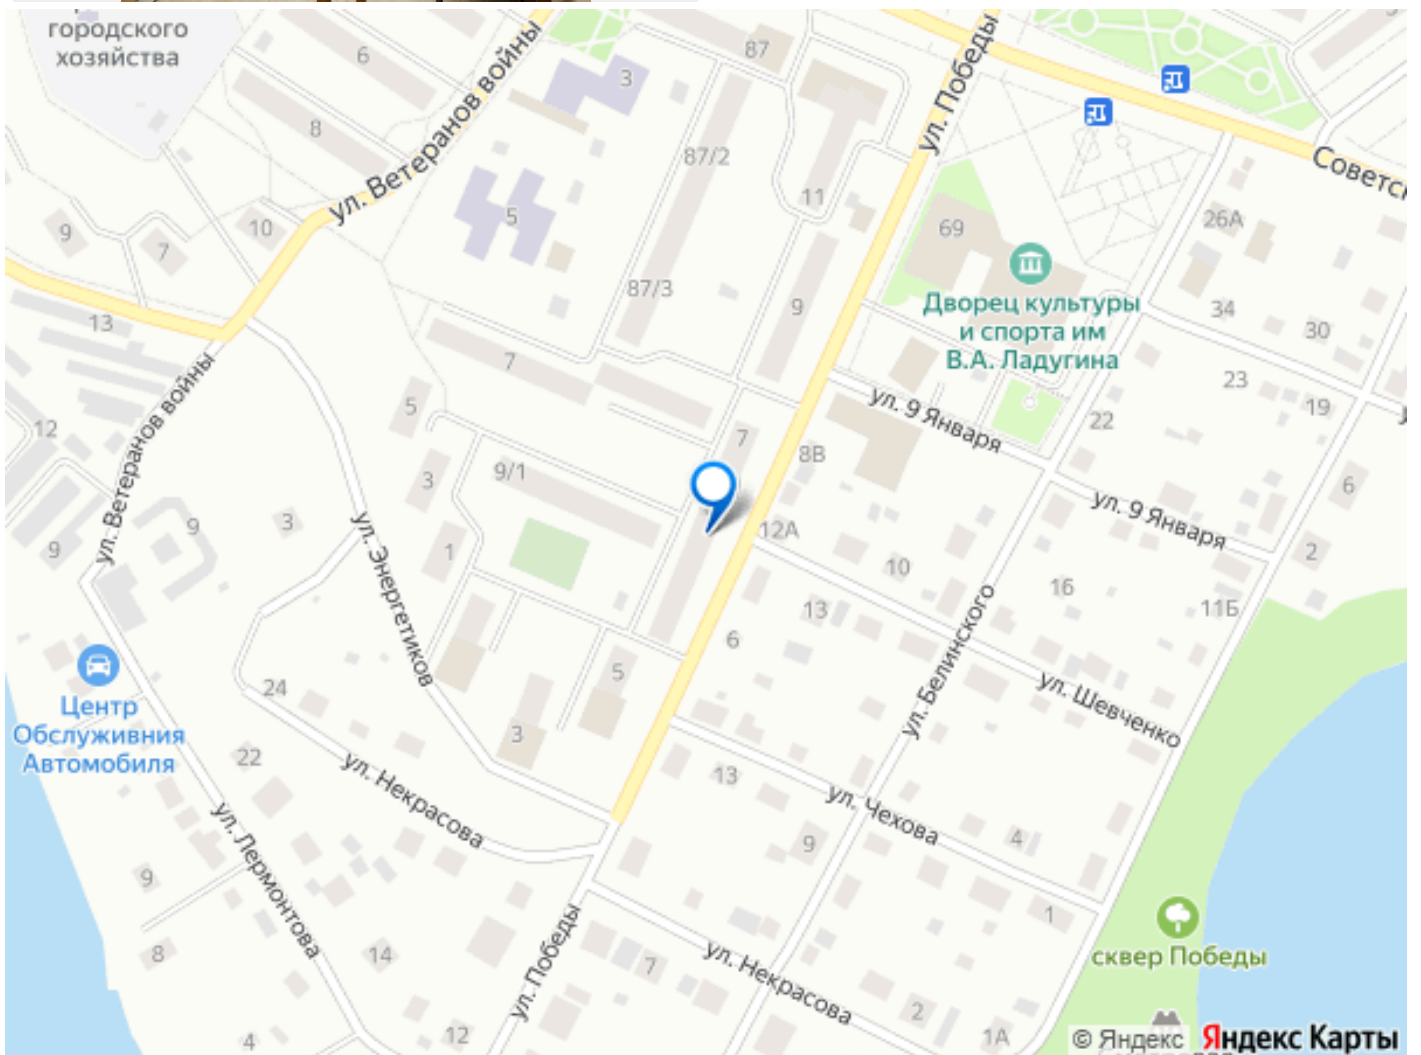 городского
хозяйства
6
8
ул. Ветеранов войны
3
87
87/2
11
ул. Победы
Советск
26А
69
Дворец культуры
и спорта им
В.А. Ладугина
34
30
23
19
22
9
7
10
5
87/3
9
13
7
5
7
ул. 9 Января
8В
6
12
ул. Ветеранов войны
3
9/1
9
3
9
1
ул. Энергетиков
12А
10
13
6
16
ул. 9 Января
2
11Б
ул. Белинского
ул. Шевченко
Центр
Обслуживния
Автомобиля
24
5
3
22
ул. Некрасова
13
ул. Чехова
4
9
ул. Лермонтова
9
8
14
1
сквер Победы
ул. Победы
7
ул. Некрасова
2
1А
4
12
© Яндекс Яндекс Карты